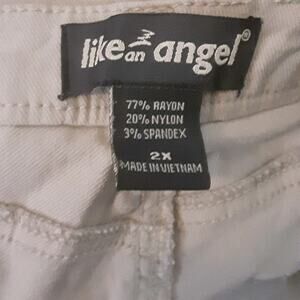 like an angel®
77% RAYON
20% NYLON
3% SPANDEX
2X
MADE IN VIETNAM